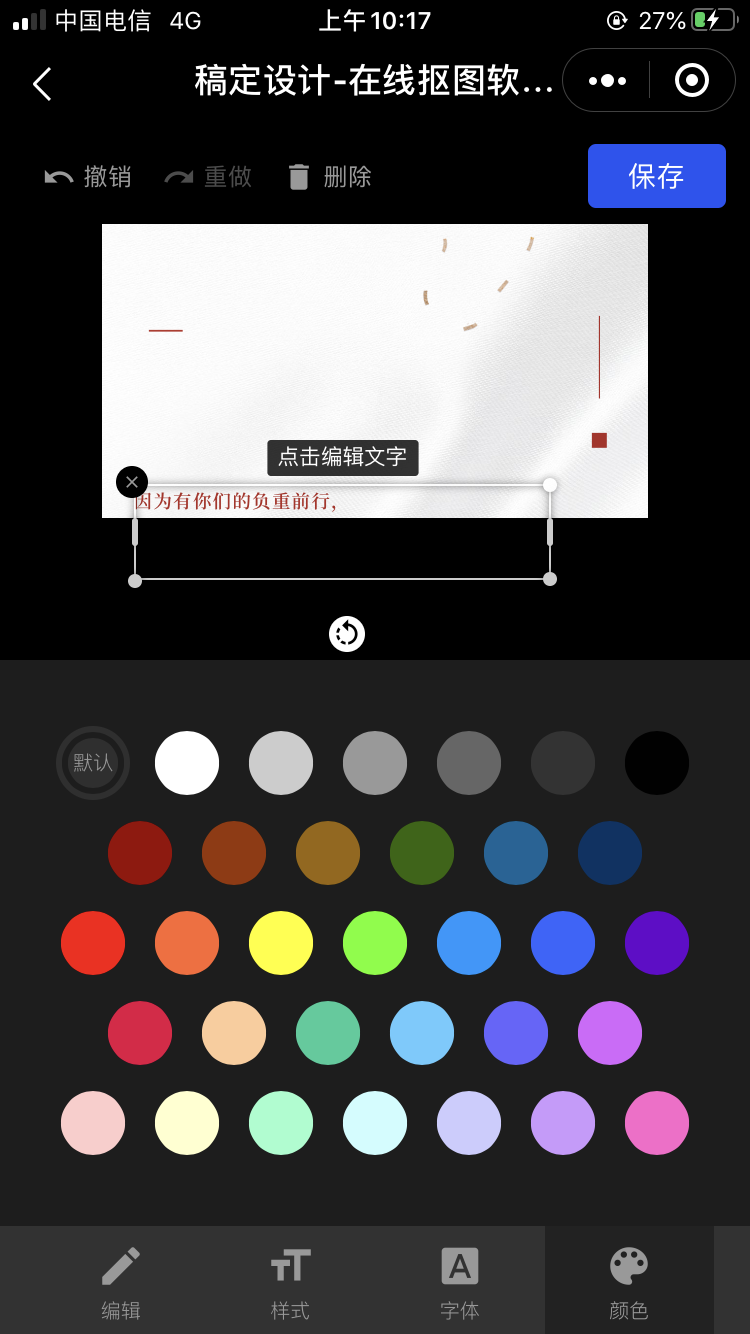 中国电信 4G 上午10:17 27%
稿定设计-在线抠图软...
撤销 重做 删除 保存
点击编辑文字
因为有你们的负重前行,
默认
编辑 样式 字体 颜色